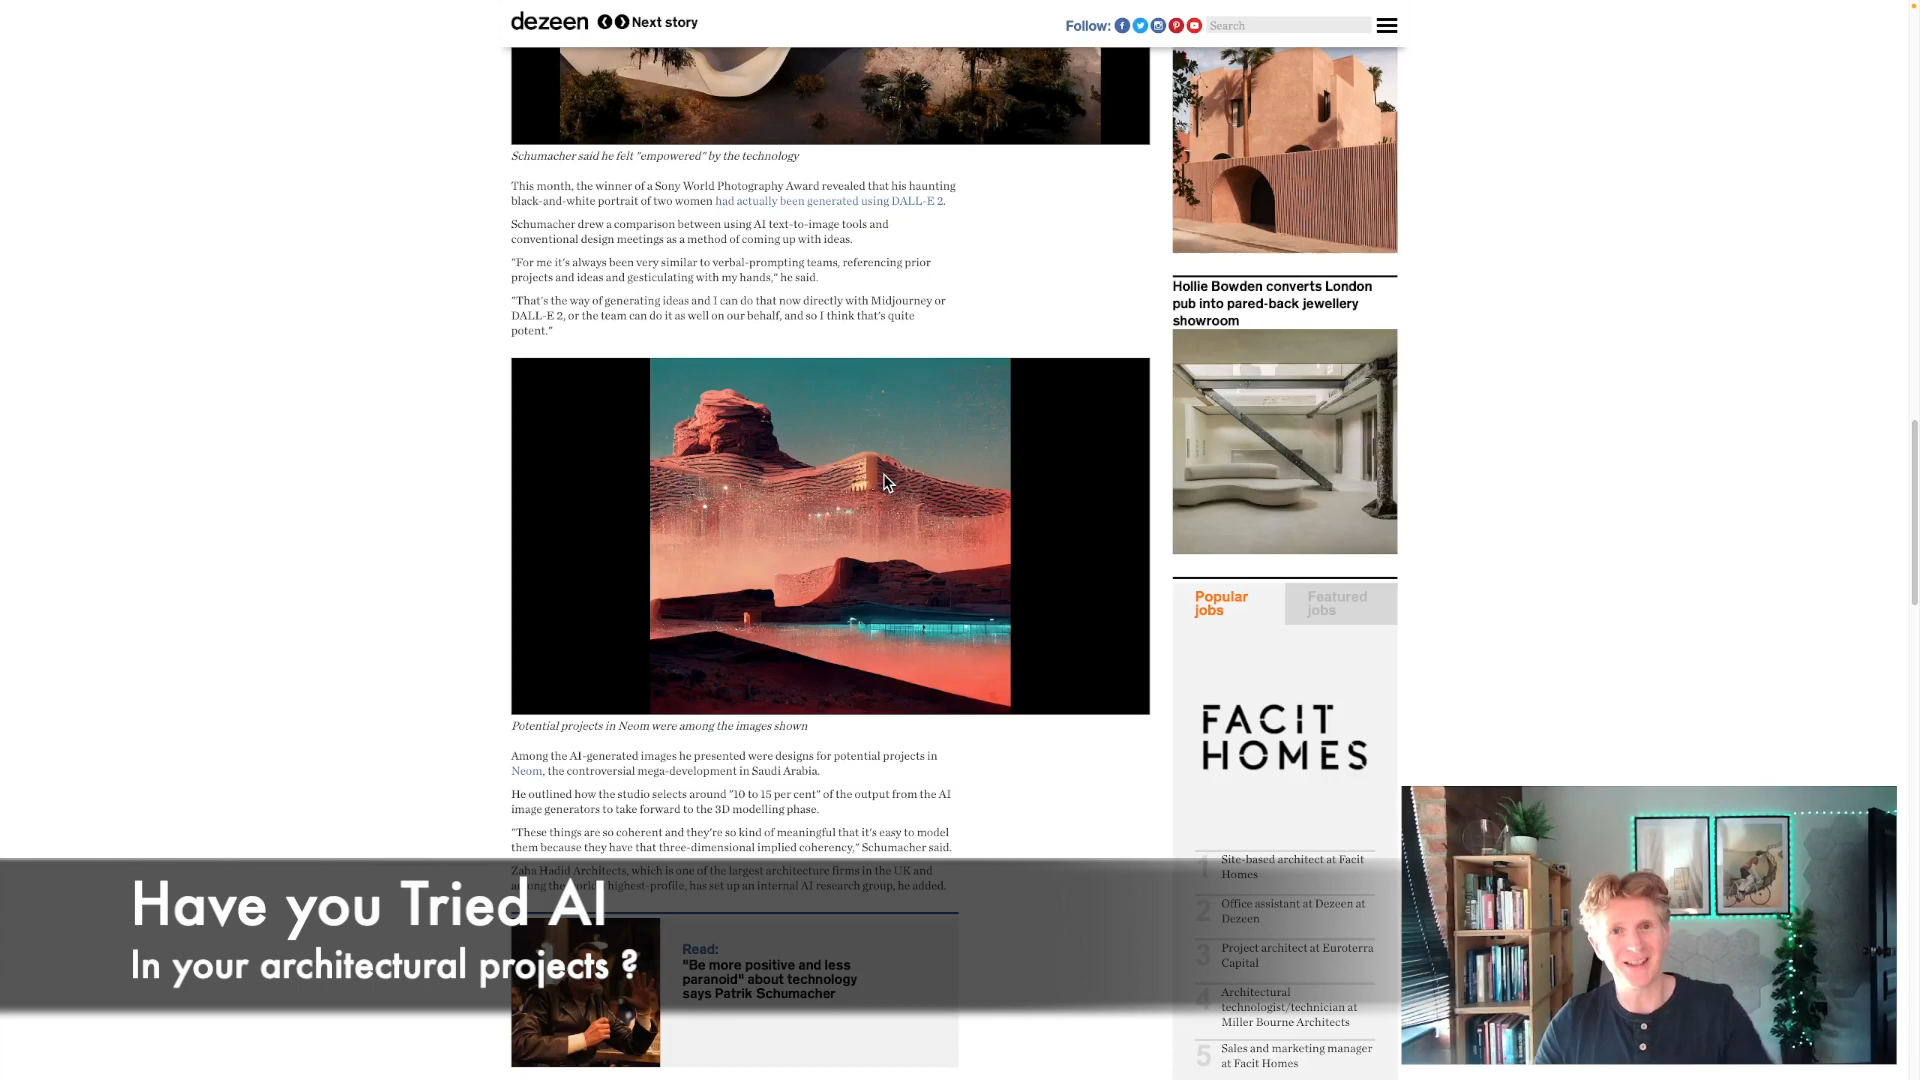 dezeen Next story
Follow:
Search
Schumacher said he felt "empowered" by the technology
This month, the winner of a Sony World Photography Award revealed that his haunting
black-and-white portrait of two women had actually been generated using DALL-E 2.
Schumacher drew a comparison between using AI text-to-image tools and
conventional design meetings as a method of coming up with ideas.
"For me it's always been very similar to verbal-prompting teams, referencing prior
projects and ideas and gesticulating with my hands," he said.
"That's the way of generating ideas and I can do that now directly with Midjourney or
DALL-E 2, or the team can do it as well on our behalf, and so I think that's quite
potent."
Potential projects in Neom were among the images shown
Among the AI-generated images he presented were designs for potential projects in
Neom, the controversial mega-development in Saudi Arabia.
He outlined how the studio selects around "10 to 15 per cent" of the output from the AI
image generators to take forward to the 3D modelling phase.
"These things are so coherent and they're so kind of meaningful that it's easy to model
them because they have that three-dimensional implied coherency," Schumacher said.
Zaha Hadid Architects, which is one of the largest architecture firms in the UK and
among the world's highest-profile, has set up an internal AI research group, he added.
Read:
"Be more positive and less
paranoid" about technology
says Patrik Schumacher
Hollie Bowden converts London
pub into pared-back jewellery
showroom
Popular
jobs
Featured
jobs
FACIT
HOMES
1 Site-based architect at Facit
Homes
2 Office assistant at Dezeen at
Dezeen
3 Project architect at Euroterra
Capital
4 Architectural
technologist/technician at
Miller Bourne Architects
5 Sales and marketing manager
at Facit Homes
Have you Tried AI
In your architectural projects ?